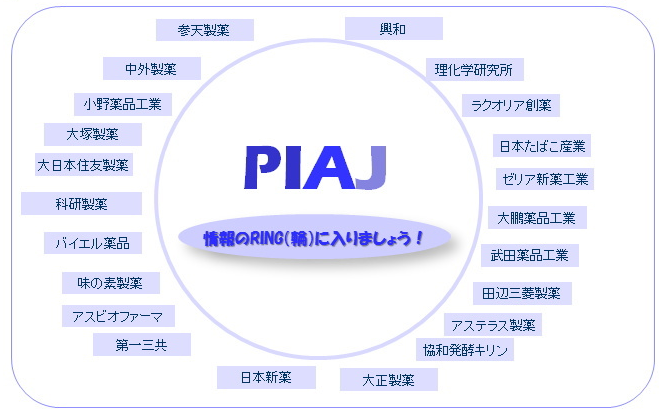 参天製薬
興和
中外製薬
理化学研究所
小野薬品工業
ラクオリア創薬
大塚製薬
日本たばこ産業
大日本住友製薬
ゼリア新薬工業
科研製薬
大鵬薬品工業
バイエル薬品
武田薬品工業
味の素製薬
田辺三菱製薬
アスビオファーマ
アステラス製薬
第一三共
協和発酵キリン
日本新薬
大正製薬
PIAJ
情報のRING(輪)に入りましょう!